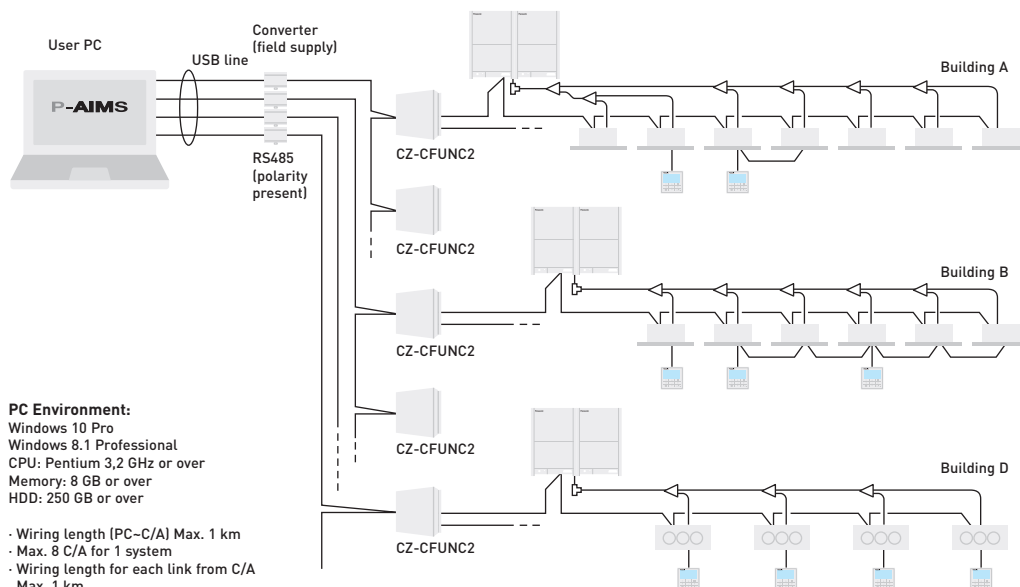 User PC
P-AIMS
USB line
Converter
(field supply)
RS485
(polarity
present)
CZ-CFUNC2
Building A
CZ-CFUNC2
CZ-CFUNC2
Building B
CZ-CFUNC2
CZ-CFUNC2
Building D
PC Environment:
Windows 10 Pro
Windows 8.1 Professional
CPU: Pentium 3,2 GHz or over
Memory: 8 GB or over
HDD: 250 GB or over
· Wiring length (PC~C/A) Max. 1 km
· Max. 8 C/A for 1 system
· Wiring length for each link from C/A
Max. 1 km